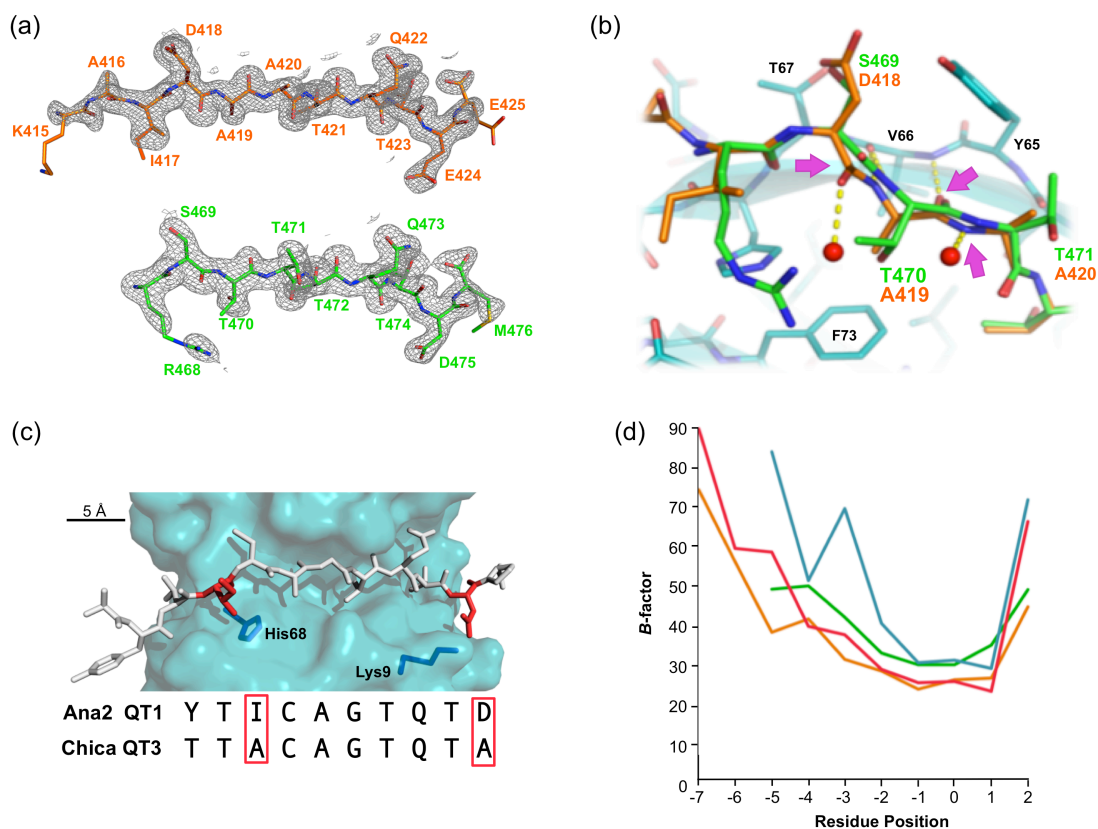 (a)
D418
Q422
A416
A420
K415
E425
A419
T421
T423
I417
E424
S469
T471
Q473
T470
T472
T474
M476
R468
D475
(b)
T67
S469
D418
V66
Y65
T470
A419
T471
A420
F73
(c)
5 Å
His68
Lys9
Ana2 QT1 Y T I C A G T Q T D
Chica QT3 T T A C A G T Q T A
(d)
90
80
70
60
50
40
30
20
10
0
B-factor
-7 -6 -5 -4 -3 -2 -1 0 1 2
Residue Position